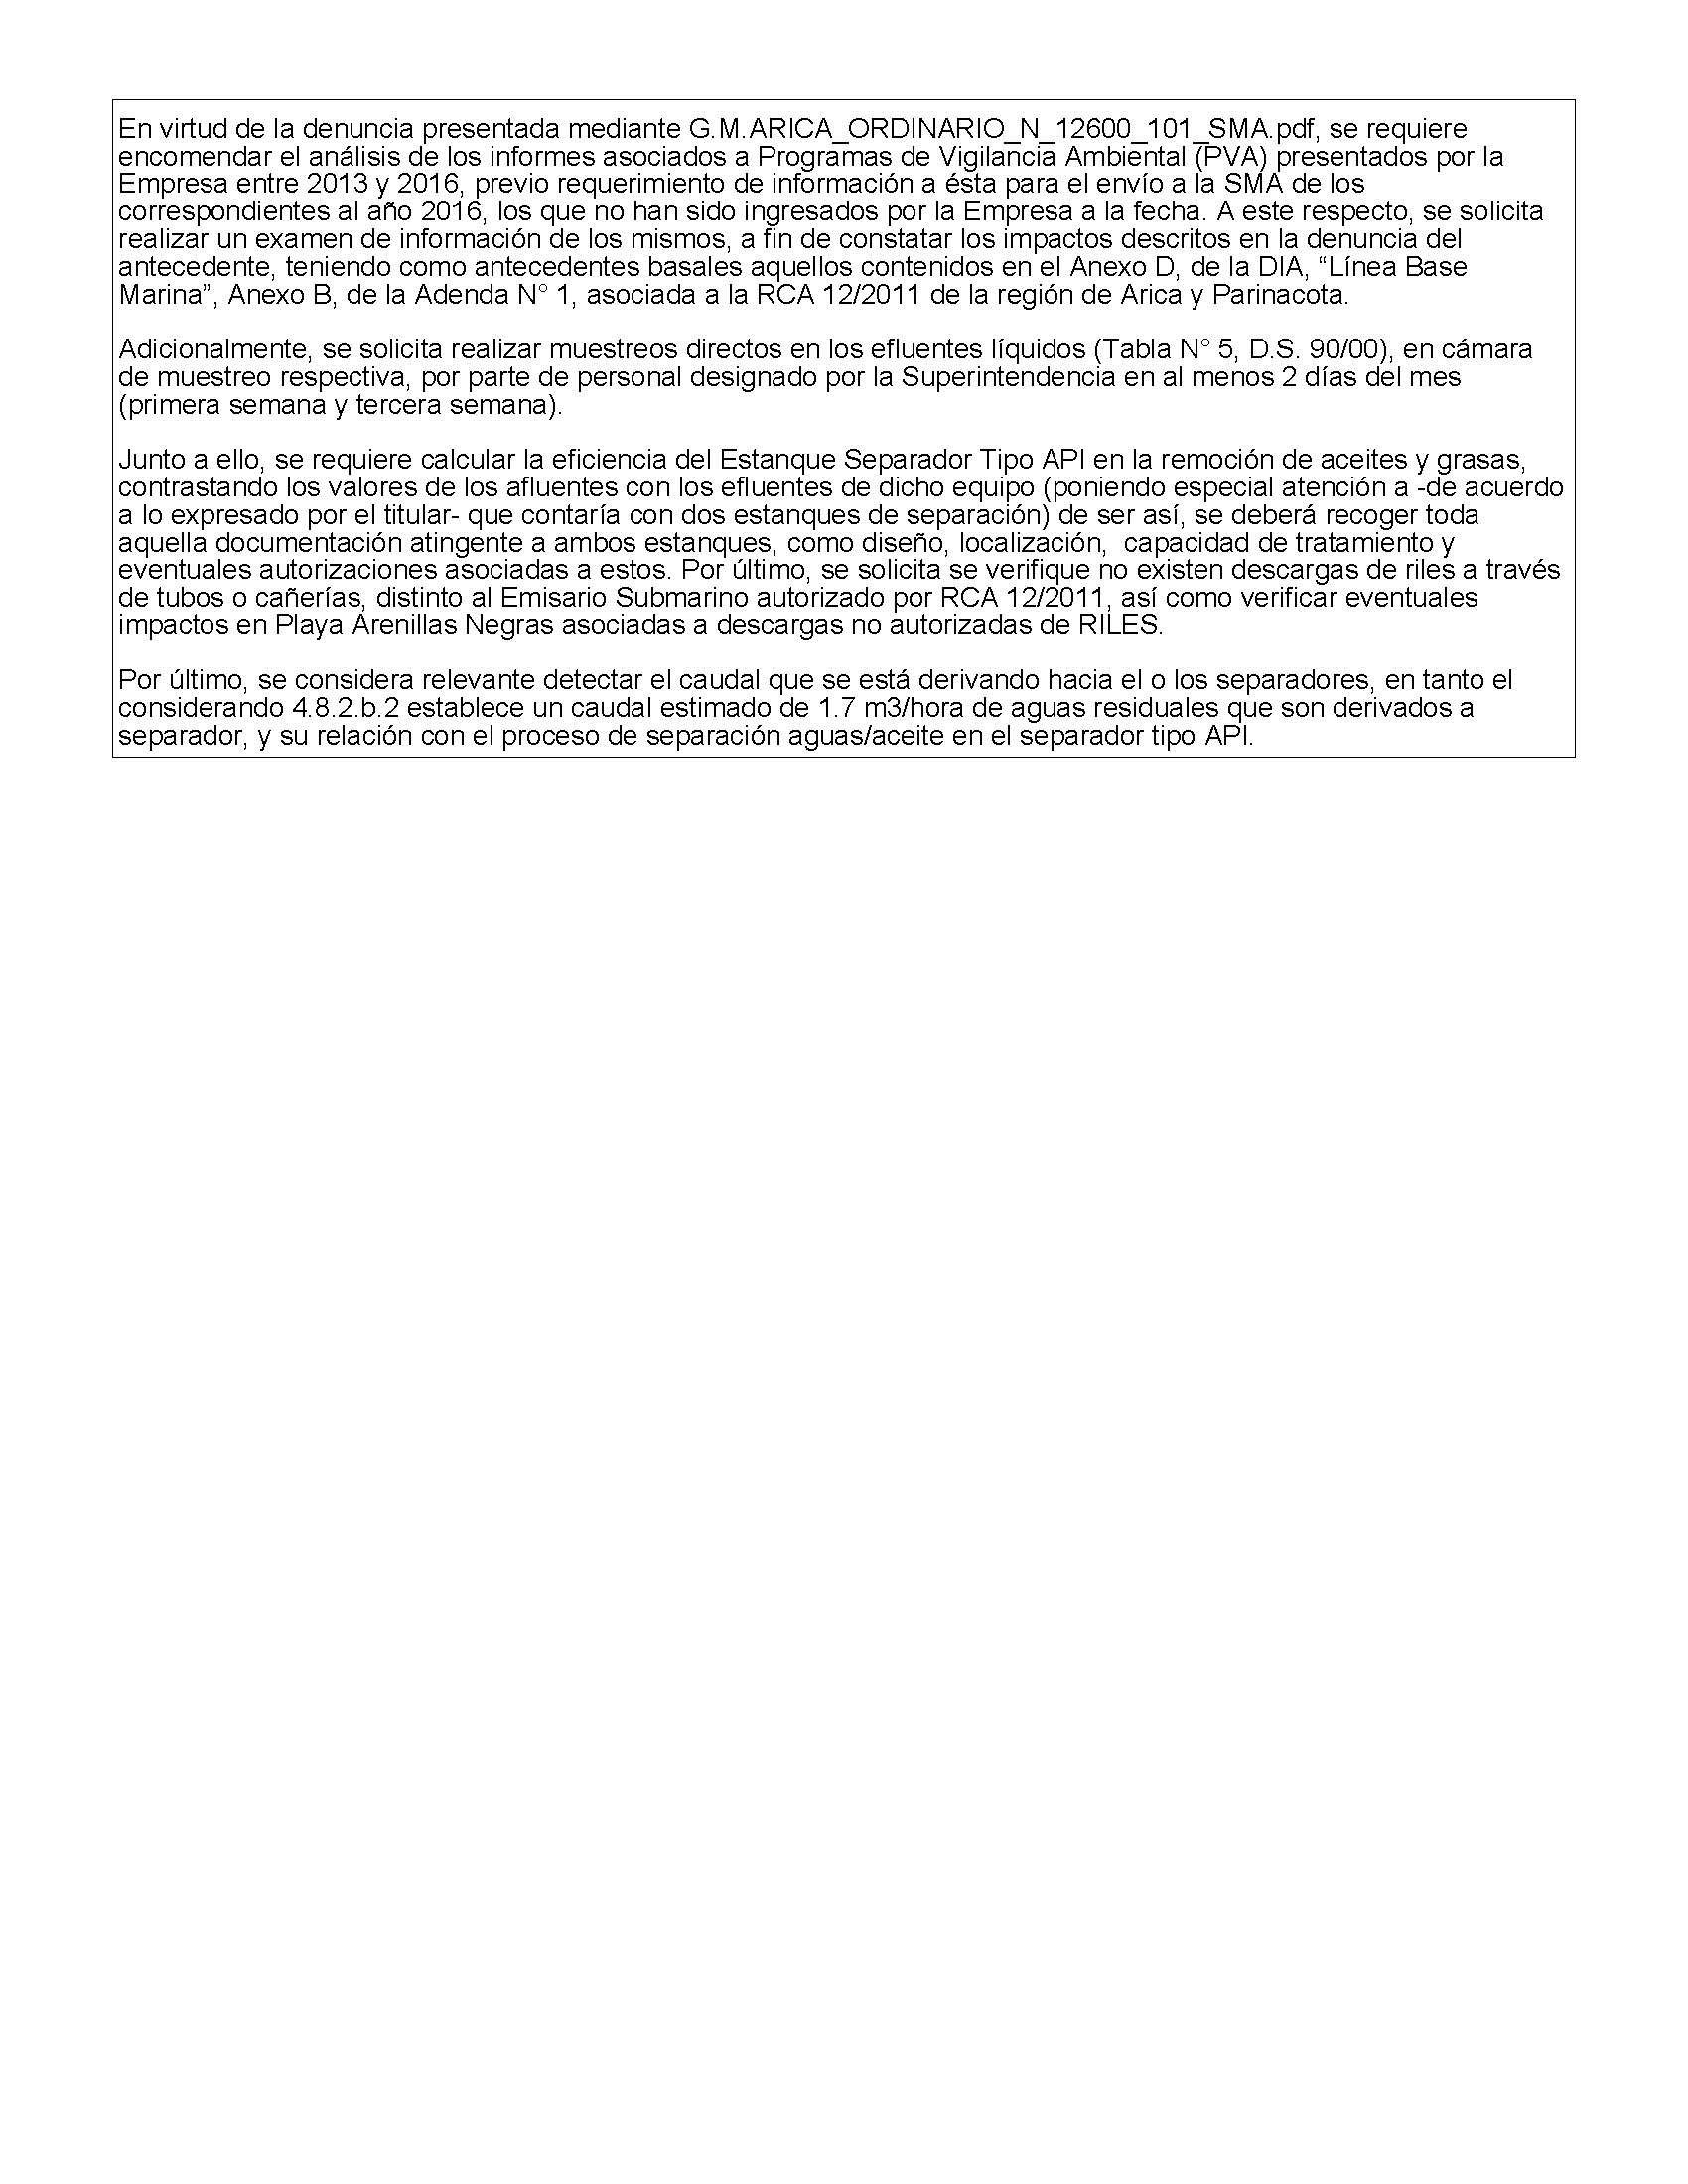 En virtud de la denuncia presentada mediante G.M.ARICA_ORDINARIO_N_12600_101_SMA.pdf, se requiere
encomendar el análisis de los informes asociados a Programas de Vigilancia Ambiental (PVA) presentados por la
Empresa entre 2013 y 2016, previo requerimiento de información a ésta para el envío a la SMA de los
correspondientes al año 2016, los que no han sido ingresados por la Empresa a la fecha. A este respecto, se solicita
realizar un examen de información de los mismos, a fin de constatar los impactos descritos en la denuncia del
antecedente, teniendo como antecedentes basales aquellos contenidos en el Anexo D, de la DIA, “Línea Base
Marina”, Anexo B, de la Adenda N° 1, asociada a la RCA 12/2011 de la región de Arica y Parinacota.
Adicionalmente, se solicita realizar muestreos directos en los efluentes líquidos (Tabla N° 5, D.S. 90/00), en cámara
de muestreo respectiva, por parte de personal designado por la Superintendencia en al menos 2 días del mes
(primera semana y tercera semana).
Junto a ello, se requiere calcular la eficiencia del Estanque Separador Tipo API en la remoción de aceites y grasas,
contrastando los valores de los afluentes con los efluentes de dicho equipo (poniendo especial atención a -de acuerdo
a lo expresado por el titular- que contaría con dos estanques de separación) de ser así, se deberá recoger toda
aquella documentación atingente a ambos estanques, como diseño, localización,  capacidad de tratamiento y
eventuales autorizaciones asociadas a estos. Por último, se solicita se verifique no existen descargas de riles a través
de tubos o cañerías, distinto al Emisario Submarino autorizado por RCA 12/2011, así como verificar eventuales
impactos en Playa Arenillas Negras asociadas a descargas no autorizadas de RILES.
Por último, se considera relevante detectar el caudal que se está derivando hacia el o los separadores, en tanto el
considerando 4.8.2.b.2 establece un caudal estimado de 1.7 m3/hora de aguas residuales que son derivados a
separador, y su relación con el proceso de separación aguas/aceite en el separador tipo API.